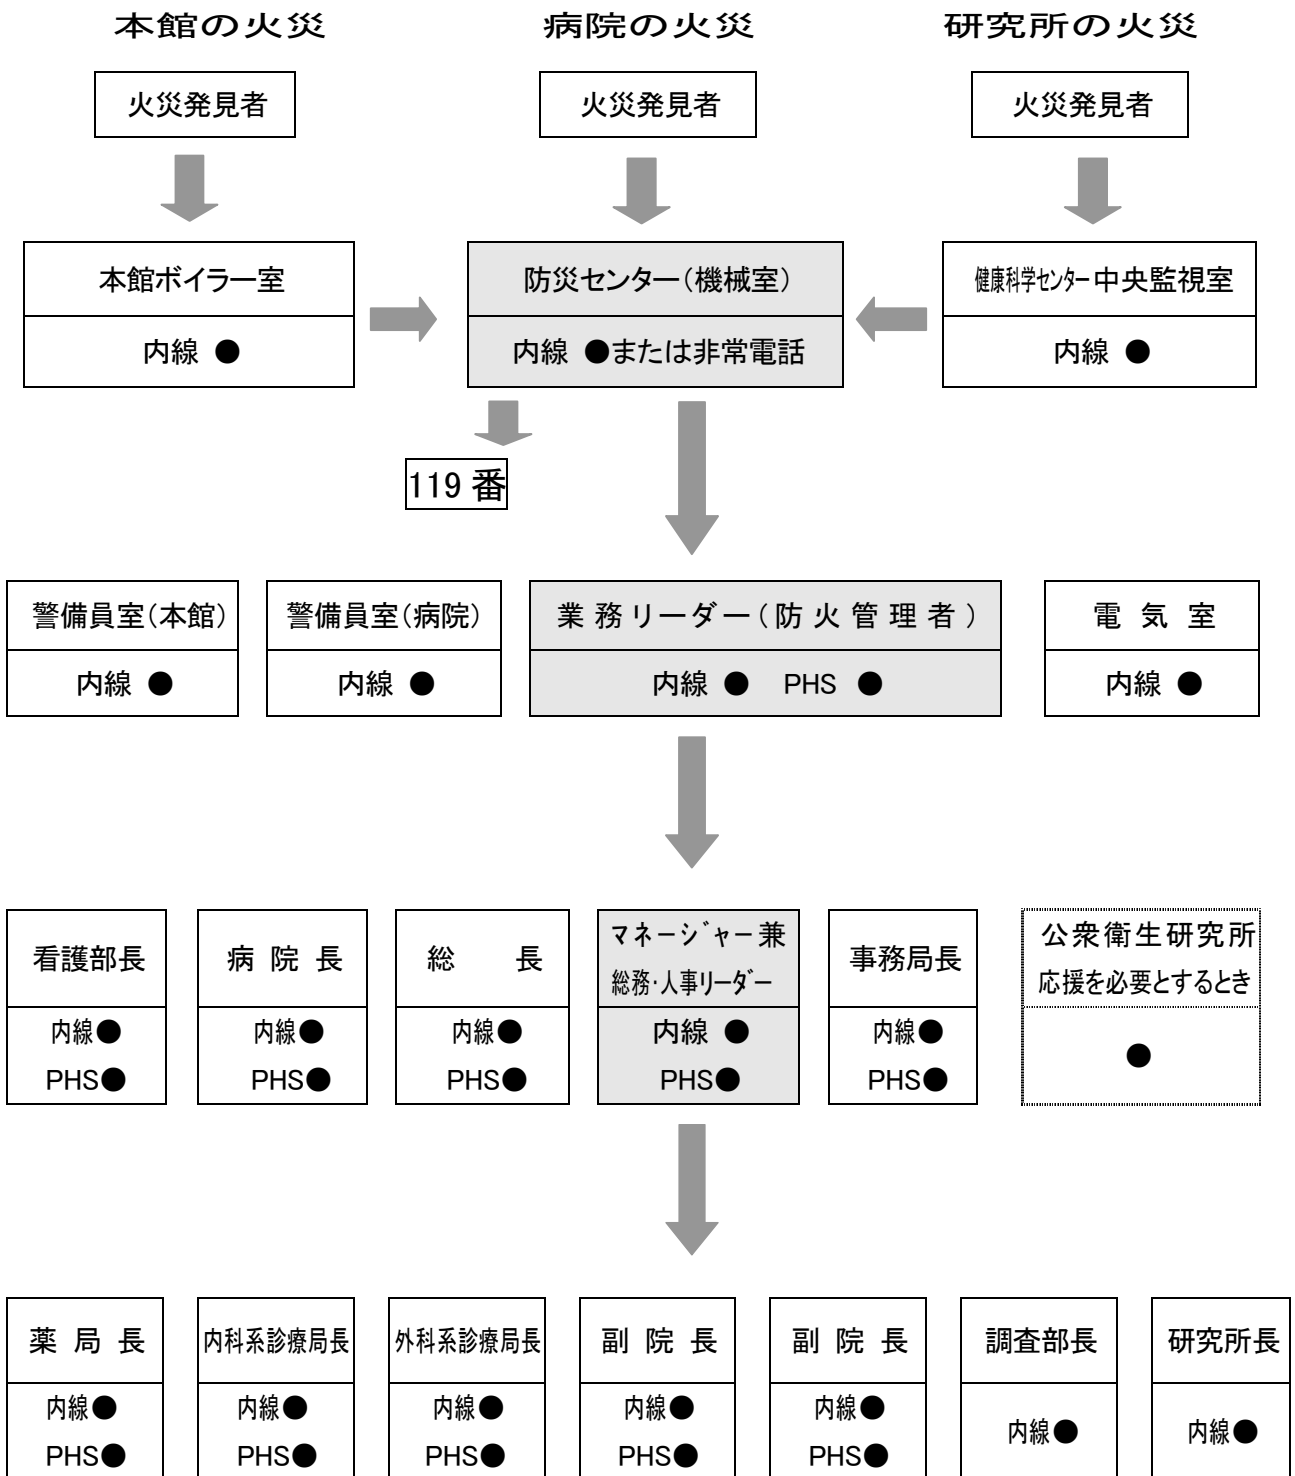 本館の火災 病院の火災 研究所の火災
火災発見者 火災発見者 火災発見者
本館ボイラー室 防災センター（機械室） 健康科学センター中央監視室
内線 ● 内線 ●または非常電話 内線 ●
119 番
警備員室（本館） 警備員室（病院） 業務リーダー（防火管理者） 電気室
内線 ● 内線 ● 内線 ● PHS ● 内線 ●
看護部長 病院長 総長 マネージャー兼 事務局長 公衆衛生研究所
総務・人事リーダー 応援を必要とするとき
内線● 内線● 内線● 内線 ● 内線● ●
PHS● PHS● PHS● PHS● PHS●
薬局長 内科系診療局長 外科系診療局長 副院長 副院長 調査部長 研究所長
内線● 内線● 内線● 内線● 内線● 内線● 内線●
PHS● PHS● PHS● PHS● PHS●